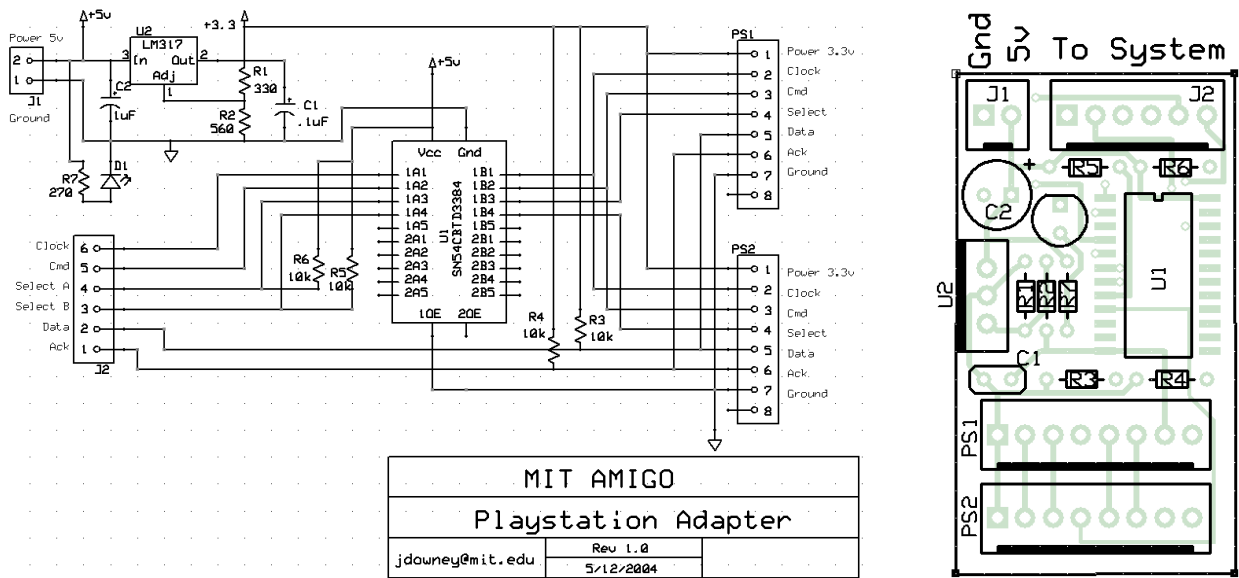 +5v
U2
+3.3
Power 5v
LM317
3 In Out 2
Adj
1
2
1
J1
Ground
C2
1uF
R1
330
R2
560
C1
.1uF
D1
R7
270
+5v
Vcc Gnd
1A1 1B1
1A2 1B2
1A3 1B3
1A4 1B4
1A5 1B5
2A1 2B1
2A2 2B2
2A3 2B3
2A4 2B4
2A5 2B5
1OE 2OE
U1
SN54CBTD3384
Clock 6
Cmd 5
Select A 4
Select B 3
Data 2
Ack 1
J2
R6
10k
R5
10k
R4
10k
R3
10k
PS1
1 Power 3.3v
2 Clock
3 Cmd
4 Select
5 Data
6 Ack
7 Ground
8
PS2
1 Power 3.3v
2 Clock
3 Cmd
4 Select
5 Data
6 Ack
7 Ground
8
MIT AMIGO
Playstation Adapter
jdowney@mit.edu
Rev 1.0
5/12/2004
Gnd
5v
To System
J1
J2
R5
R6
+
C2
U2
R1
R2
R7
U1
C1
R3
R4
PS1
PS2